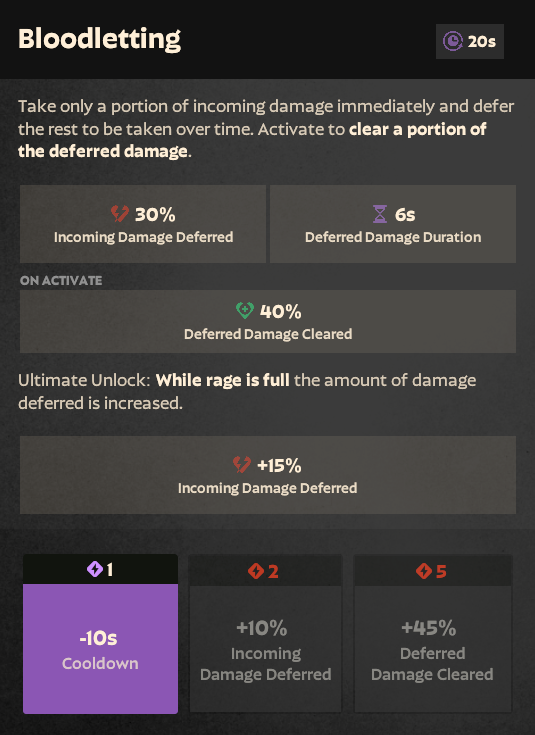 Bloodletting
20s
Take only a portion of incoming damage immediately and defer
the rest to be taken over time. Activate to clear a portion of
the deferred damage.
30%
Incoming Damage Deferred
6s
Deferred Damage Duration
ON ACTIVATE
40%
Deferred Damage Cleared
Ultimate Unlock: While rage is full the amount of damage
deferred is increased.
+15%
Incoming Damage Deferred
1
-10s
Cooldown
2
+10%
Incoming
Damage Deferred
5
+45%
Deferred
Damage Cleared